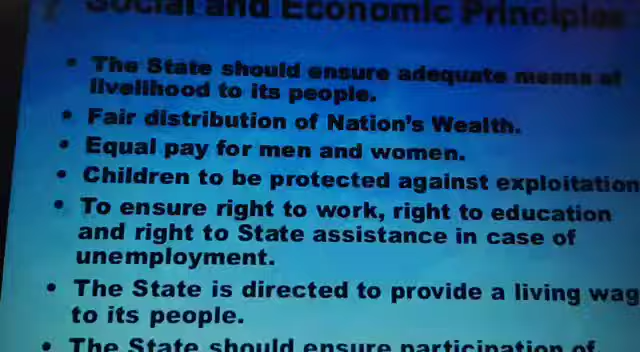 Social and Economic Principles
• The State should ensure adequate means of
livelihood to its people.
• Fair distribution of Nation's Wealth.
• Equal pay for men and women.
• Children to be protected against exploitation
• To ensure right to work, right to education
and right to State assistance in case of
unemployment.
• The State is directed to provide a living wag
to its people.
• The State should ensure participation of